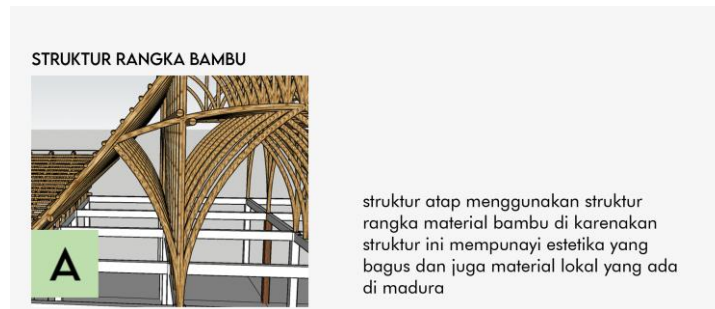 STRUKTUR RANGKA BAMBU
A
struktur atap menggunakan struktur
rangka material bambu di karenakan
struktur ini mempunayi estetika yang
bagus dan juga material lokal yang ada
di madura